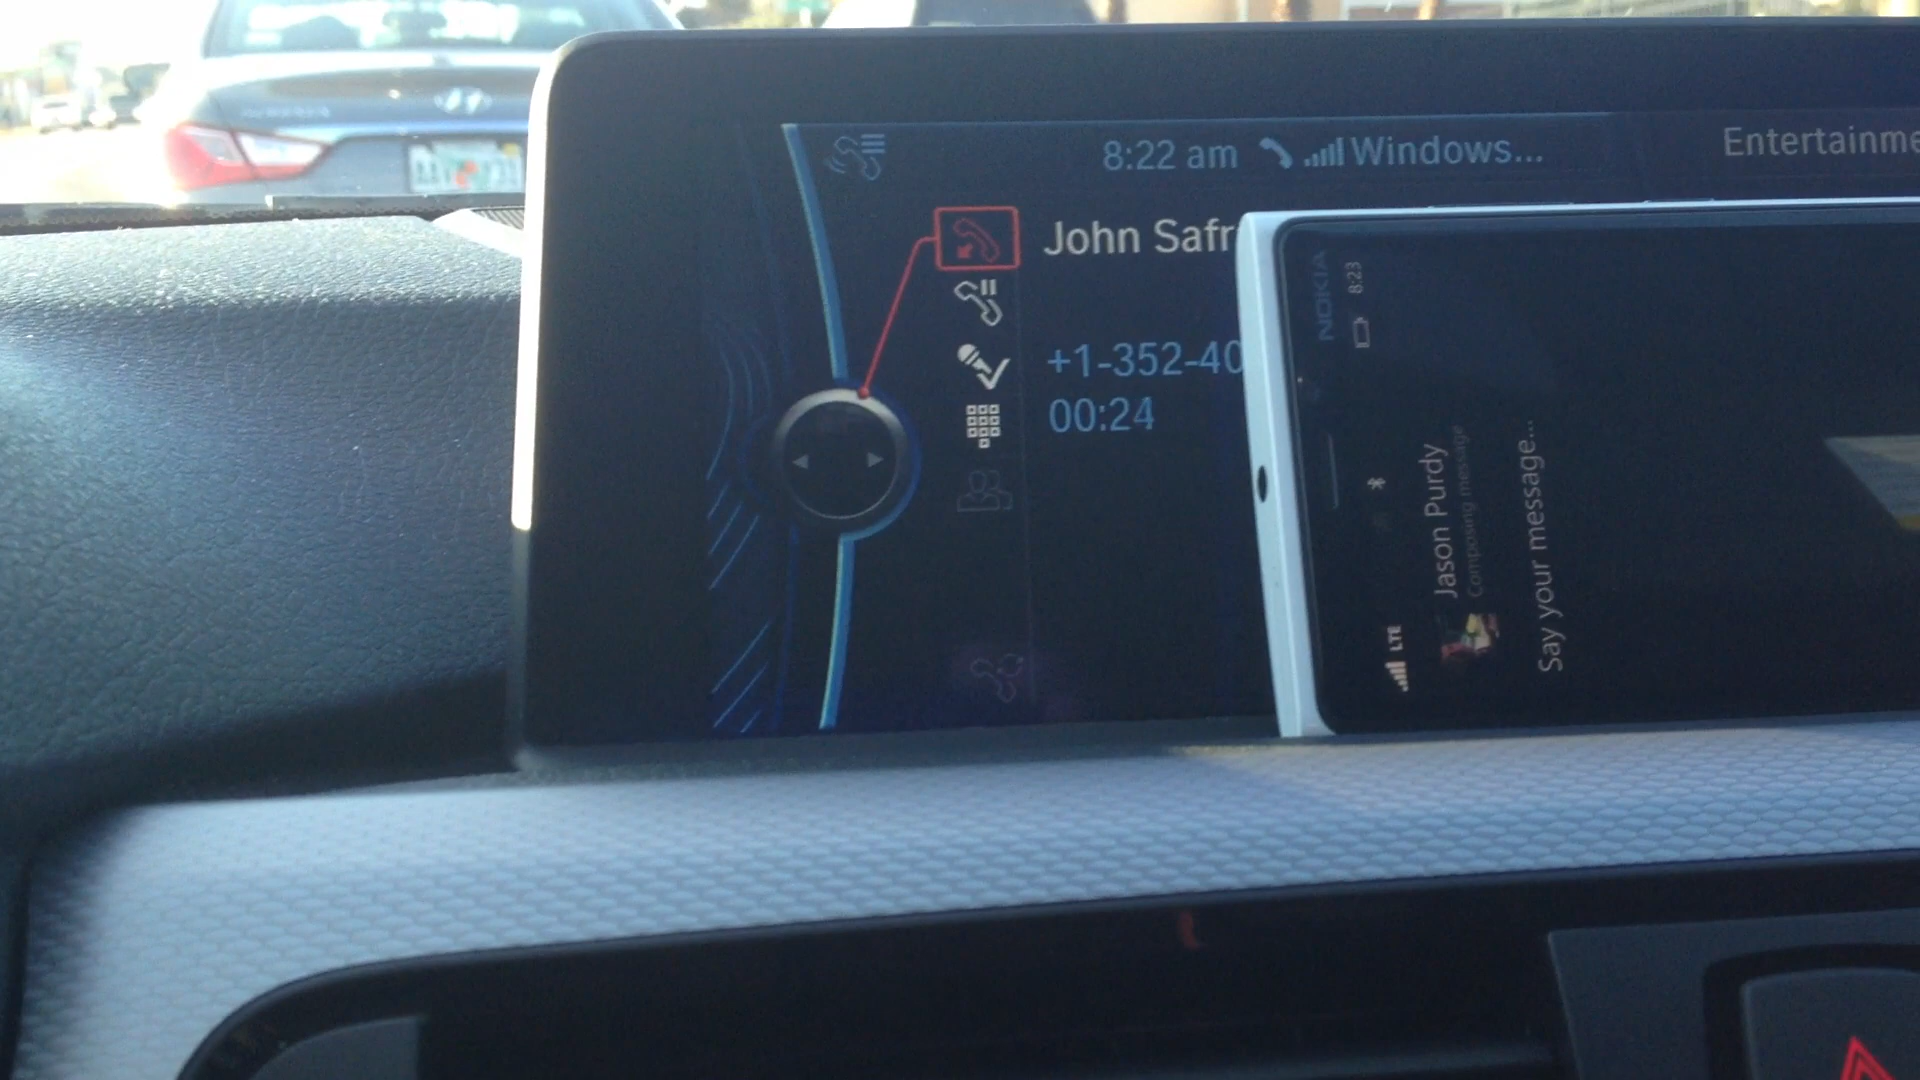 8:22 am Windows...
Entertainme
John Safr
+1-352-40
00:24
NOKIA
8:23
LTE
Jason Purdy
Composing message
Say your message...